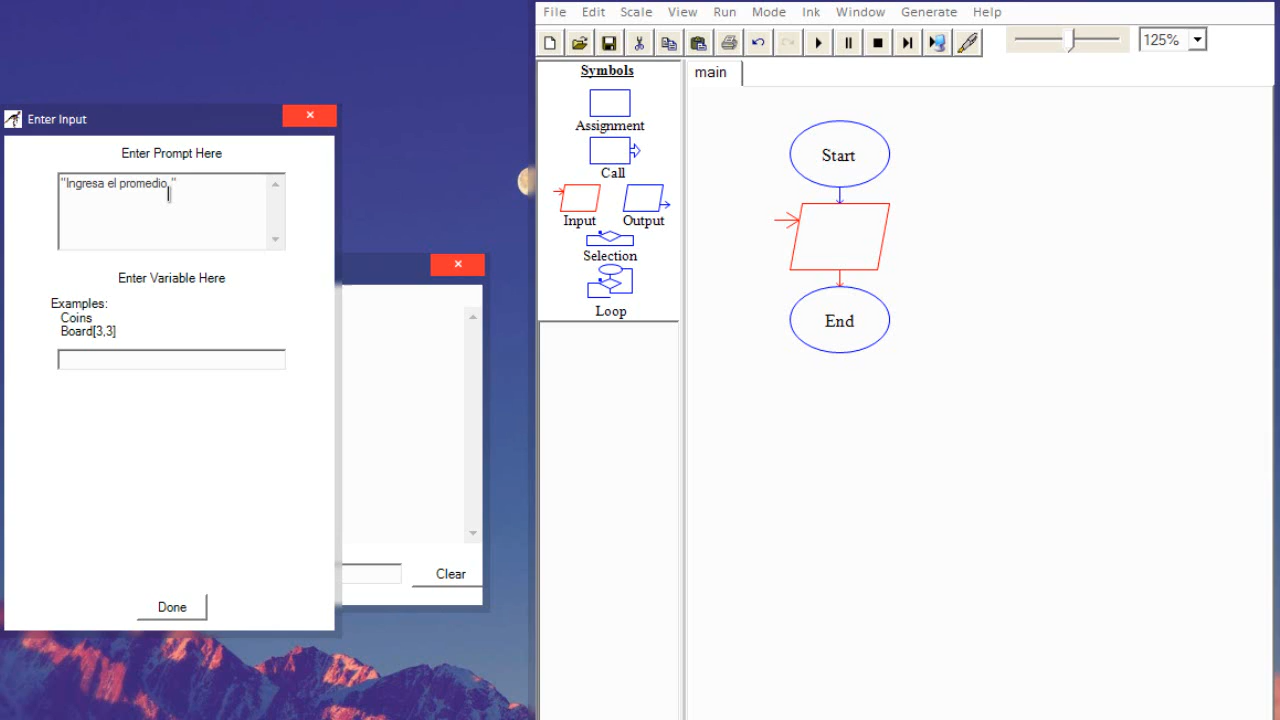 File Edit Scale View Run Mode Ink Window Generate Help
125%
Symbols
main
Assignment
Call
Input Output
Selection
Loop
Start
End
Enter Input
Enter Prompt Here
"Ingresa el promedio "
Enter Variable Here
Examples:
Coins
Board[3,3]
Done
Clear